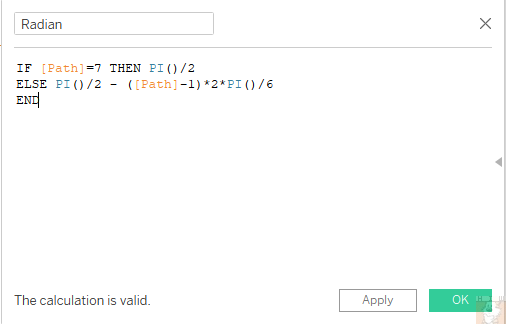 Radian
IF [Path]=7 THEN PI()/2
ELSE PI()/2 - ([Path]-1)*2*PI()/6
END
The calculation is valid.
Apply
OK